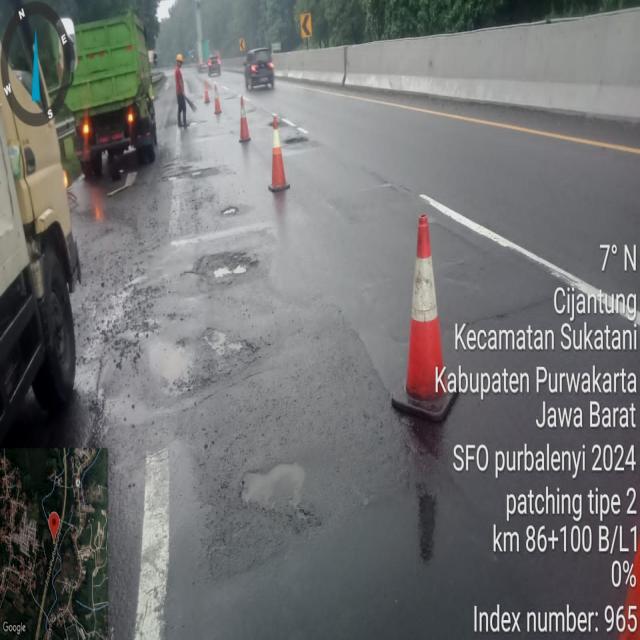 N
E
W
S
7° N
Cijantung
Kecamatan Sukatani
Kabupaten Purwakarta
Jawa Barat
SFO purbalenyi 2024
patching tipe 2
km 86+100 B/L1
0%
Index number: 965
Google